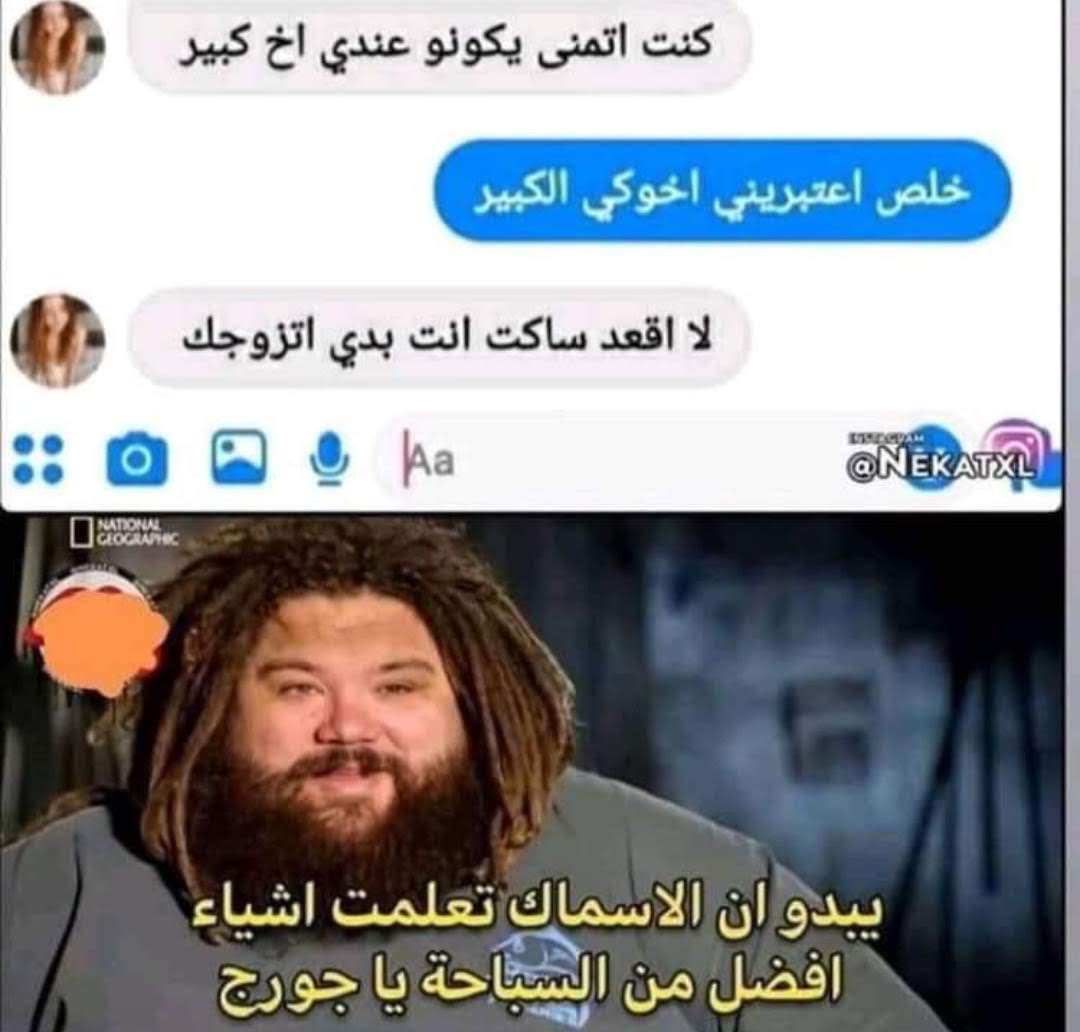 كنت اتمنى يكونو عندي اخ كبير
خلص اعتبريني اخوكي الكبير
لا اقعد ساكت انت بدي اتزوجك
Aa
INSTAGRAM
@NEKATXL
NATIONAL
GEOGRAPHIC
يبدو ان الاسماك تعلمت اشياء
افضل من السباحة يا جورج